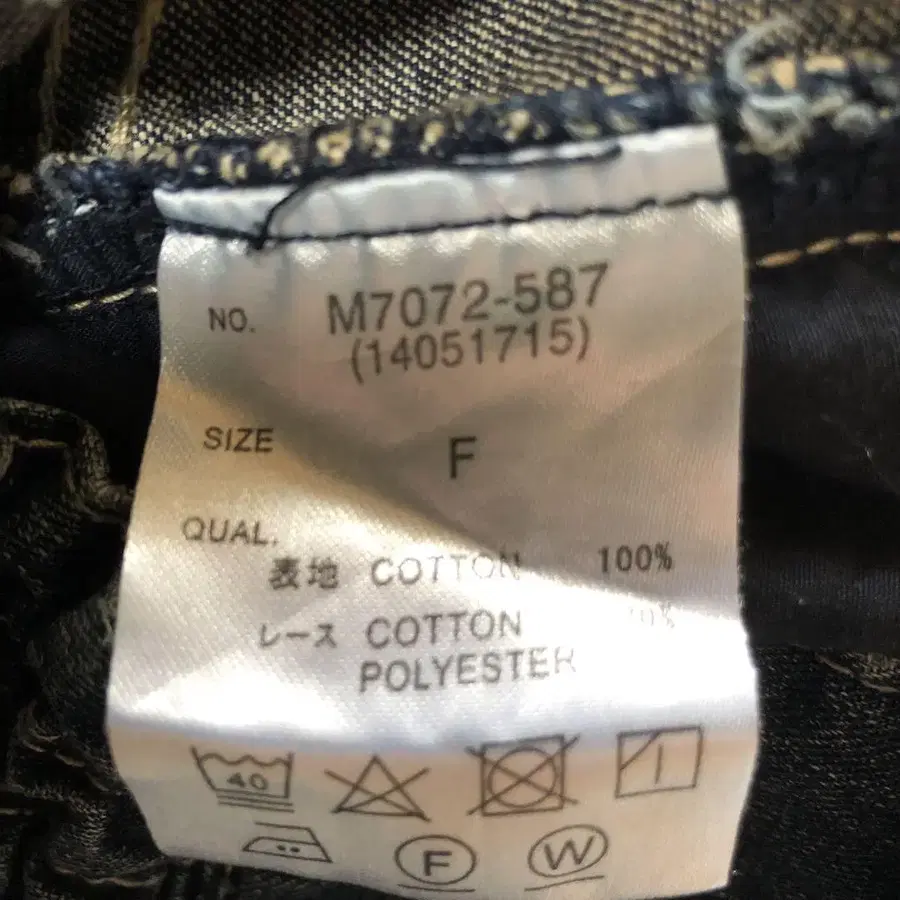 NO. M7072-587
(14051715)
SIZE F
QUAL.
表地 COTTON 100%
レース COTTON
POLYESTER
40
F W